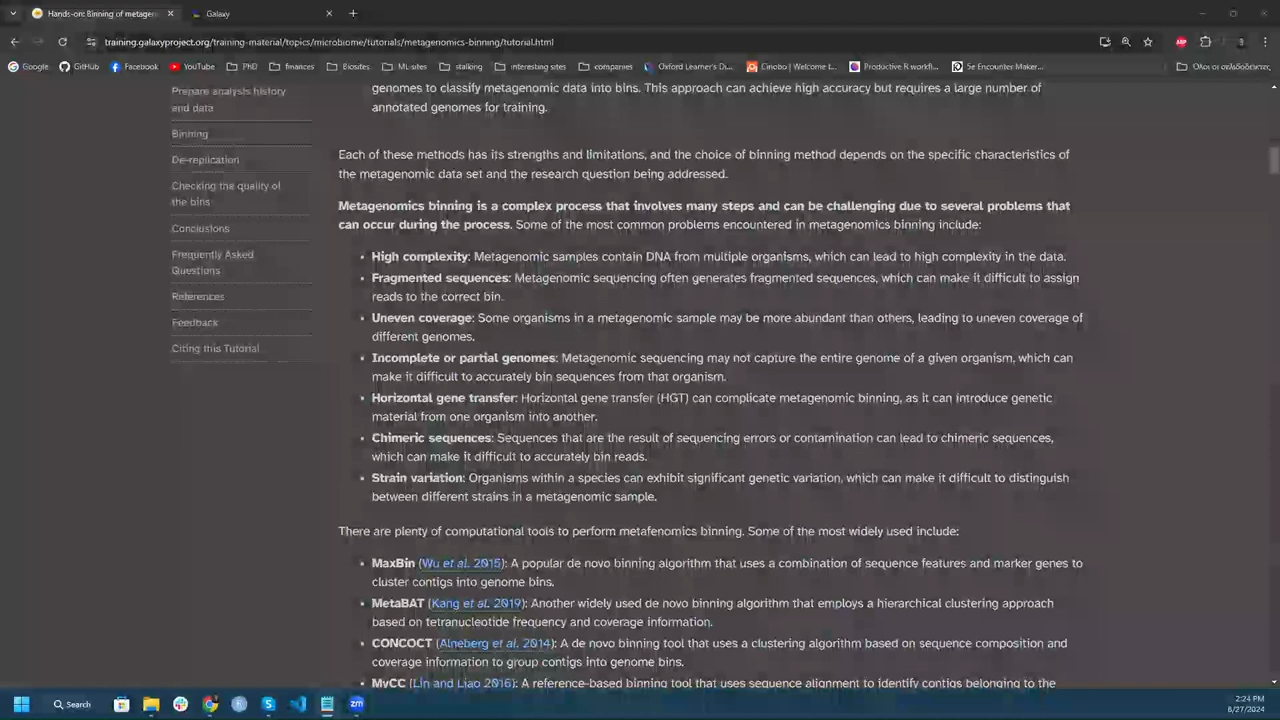 Hands-on: Binning of metagen
Galaxy
training.galaxyproject.org/training-material/topics/microbiome/tutorials/metagenomics-binning/tutorial.html
Google
GitHub
Facebook
YouTube
PhD
finances
Biosites
ML sites
stalking
interesting sites
companies
Oxford Learner's Di...
Cinobo | Welcome t...
Productive R workfl...
5e Encounter Maker...
Όλοι οι σελιδοδείκτες
Prepare analysis history
and data
Binning
De-replication
Checking the quality of
the bins
Conclusions
Frequently Asked
Questions
References
Feedback
Citing this Tutorial
genomes to classify metagenomic data into bins. This approach can achieve high accuracy but requires a large number of
annotated genomes for training.
Each of these methods has its strengths and limitations, and the choice of binning method depends on the specific characteristics of
the metagenomic data set and the research question being addressed.
Metagenomics binning is a complex process that involves many steps and can be challenging due to several problems that
can occur during the process. Some of the most common problems encountered in metagenomics binning include:
• High complexity: Metagenomic samples contain DNA from multiple organisms, which can lead to high complexity in the data.
• Fragmented sequences: Metagenomic sequencing often generates fragmented sequences, which can make it difficult to assign
reads to the correct bin.
• Uneven coverage: Some organisms in a metagenomic sample may be more abundant than others, leading to uneven coverage of
different genomes.
• Incomplete or partial genomes: Metagenomic sequencing may not capture the entire genome of a given organism, which can
make it difficult to accurately bin sequences from that organism.
• Horizontal gene transfer: Horizontal gene transfer (HGT) can complicate metagenomic binning, as it can introduce genetic
material from one organism into another.
• Chimeric sequences: Sequences that are the result of sequencing errors or contamination can lead to chimeric sequences,
which can make it difficult to accurately bin reads.
• Strain variation: Organisms within a species can exhibit significant genetic variation, which can make it difficult to distinguish
between different strains in a metagenomic sample.
There are plenty of computational tools to perform metafenomics binning. Some of the most widely used include:
• MaxBin (Wu et al. 2015): A popular de novo binning algorithm that uses a combination of sequence features and marker genes to
cluster contigs into genome bins.
• MetaBAT (Kang et al. 2019): Another widely used de novo binning algorithm that employs a hierarchical clustering approach
based on tetranucleotide frequency and coverage information.
• CONCOCT (Alneberg et al. 2014): A de novo binning tool that uses a clustering algorithm based on sequence composition and
coverage information to group contigs into genome bins.
• MyCC (Lin and Liao 2016): A reference-based binning tool that uses sequence alignment to identify contigs belonging to the
Search
zm
2:24 PM
8/27/2024